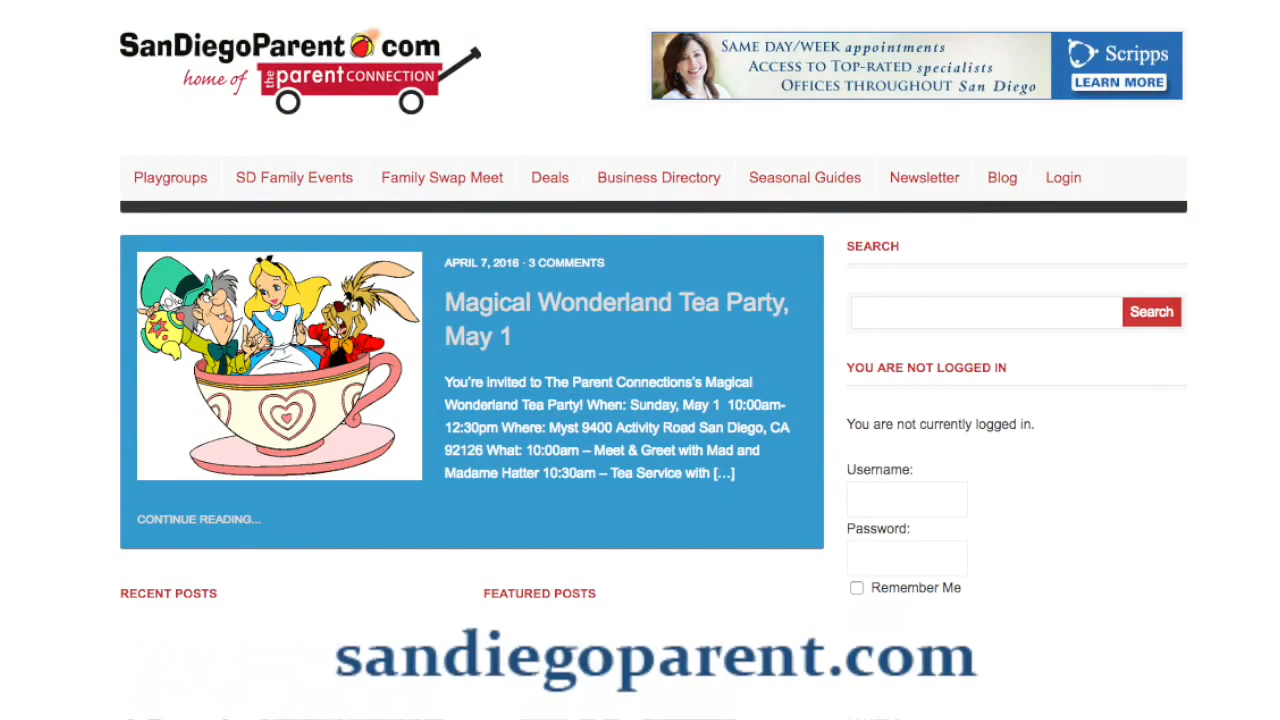 SanDiegoParent com
home of the parent CONNECTION
SAME DAY/WEEK appointments
ACCESS TO TOP-RATED specialists
OFFICES THROUGHOUT San Diego
Scripps
LEARN MORE
Playgroups SD Family Events Family Swap Meet Deals Business Directory Seasonal Guides Newsletter Blog Login
APRIL 7, 2016 · 3 COMMENTS
Magical Wonderland Tea Party,
May 1
You're invited to The Parent Connections's Magical
Wonderland Tea Party! When: Sunday, May 1 10:00am-
12:30pm Where: Myst 9400 Activity Road San Diego, CA
92126 What: 10:00am – Meet & Greet with Mad and
Madame Hatter 10:30am – Tea Service with [...]
CONTINUE READING...
SEARCH
Search
YOU ARE NOT LOGGED IN
You are not currently logged in.
Username:
Password:
Remember Me
RECENT POSTS
FEATURED POSTS
sandiegoparent.com